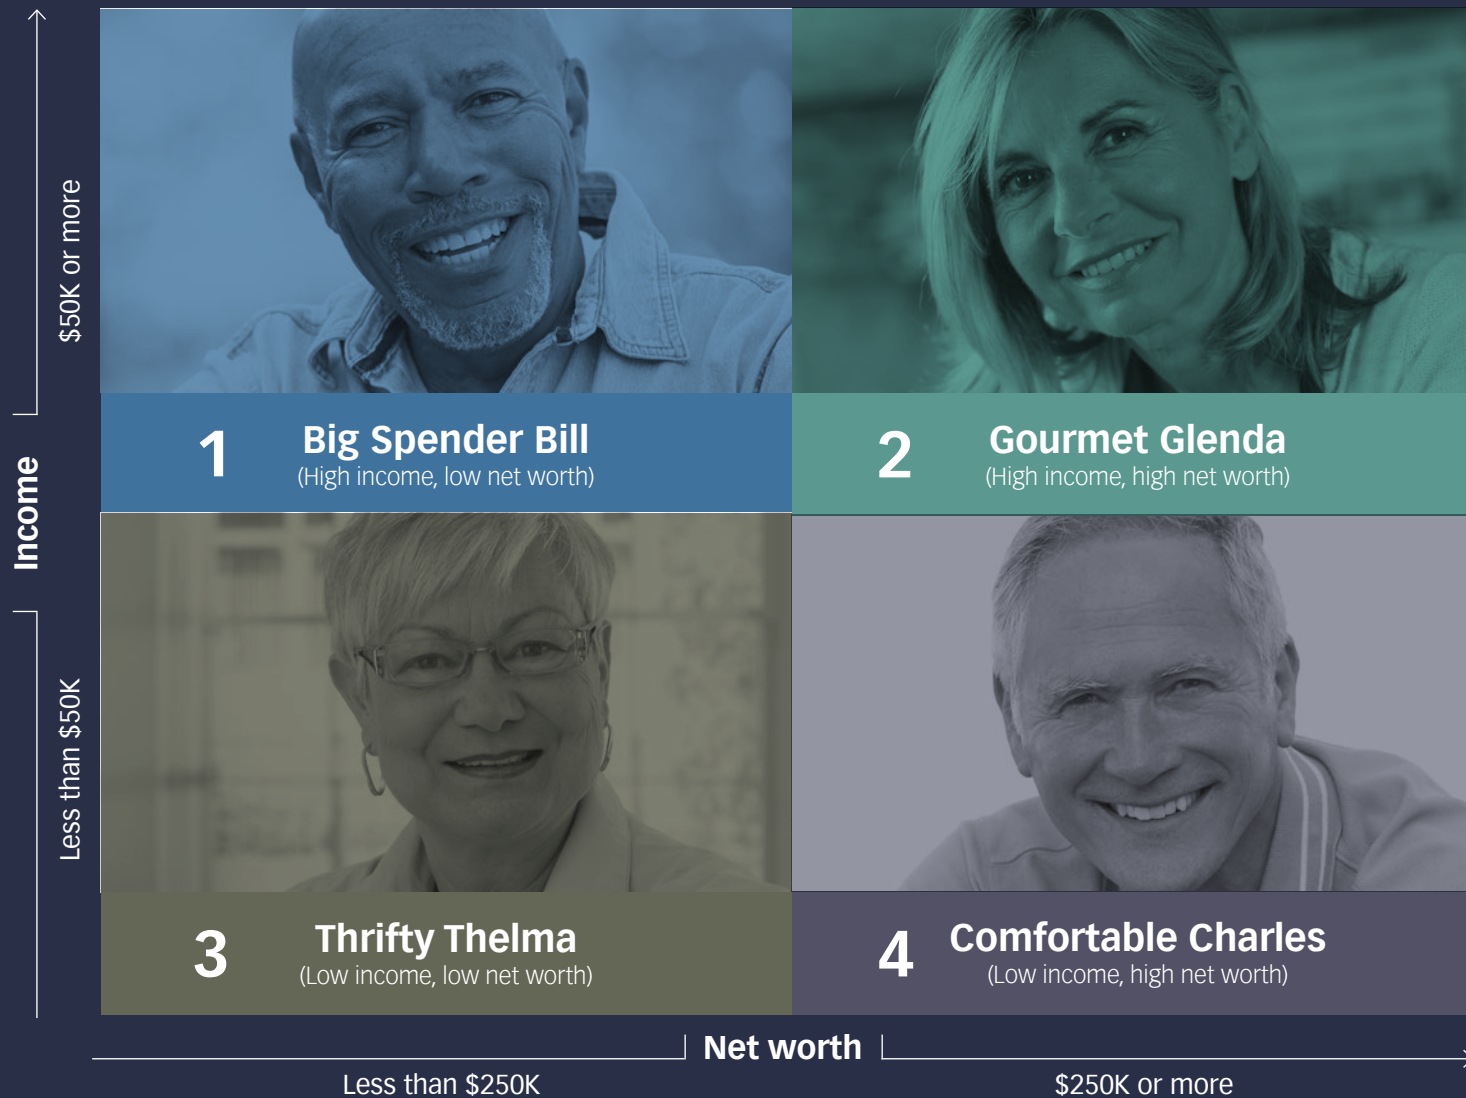 $50K or more
Income
Less than $50K
1
Big Spender Bill
(High income, low net worth)
2
Gourmet Glenda
(High income, high net worth)
3
Thrifty Thelma
(Low income, low net worth)
4
Comfortable Charles
(Low income, high net worth)
Net worth
Less than $250K
$250K or more